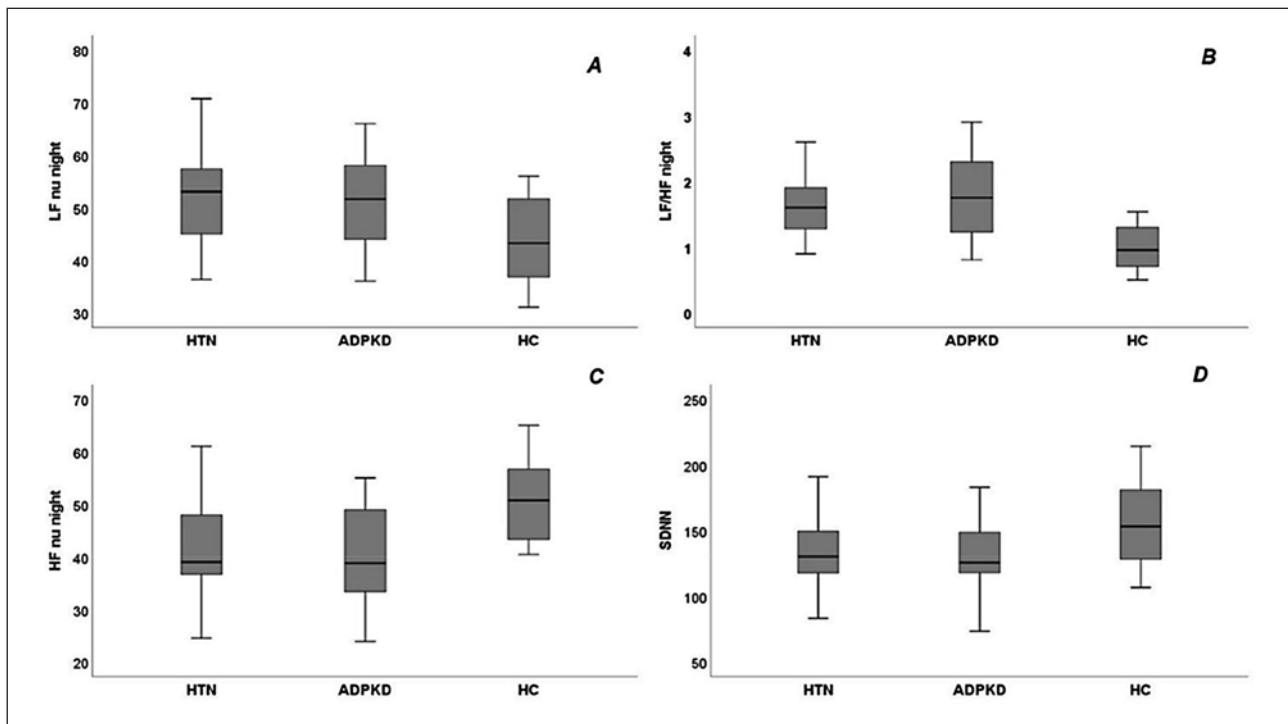 A
LF nu night
80
70
60
50
40
30
HTN ADPKD HC
B
LF/HF night
4
3
2
1
0
HTN ADPKD HC
C
HF nu night
70
60
50
40
30
20
HTN ADPKD HC
D
SDNN
250
200
150
100
50
HTN ADPKD HC